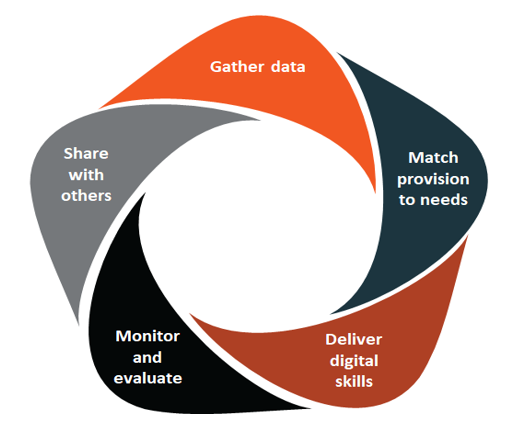 Gather data
Match
provision
to needs
Deliver
digital
skills
Monitor
and
evaluate
Share
with
others